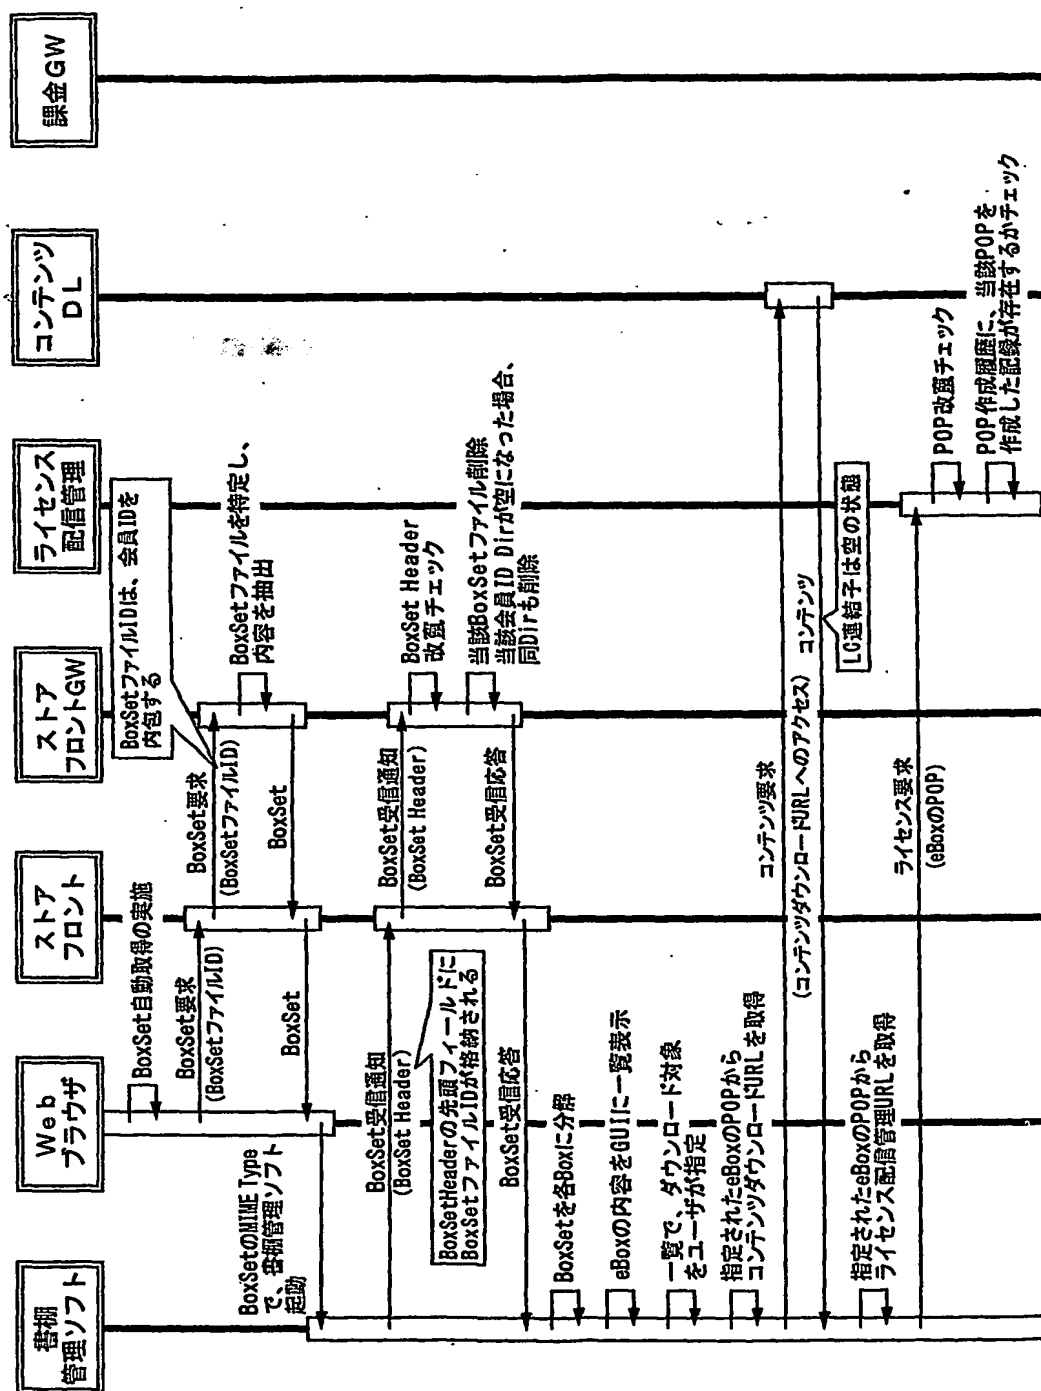 書棚
管理ソフト
Web
ブラウザ
ストア
フロント
ストア
フロントGW
ライセンス
配信管理
コンテンツ
DL
課金GW
BoxSet自動取得の実施
BoxSet要求
(BoxSetファイルID)
BoxSet要求
(BoxSetファイルID)
BoxSetファイルIDは、会員IDを
内包する
BoxSetファイルを特定し、
内容を抽出
BoxSet
BoxSet
BoxSetのMIME Type
で、書棚管理ソフト
起動
BoxSet受信通知
(BoxSet Header)
BoxSetHeaderの先頭フィールドに
BoxSetファイルIDが格納される
BoxSet受信通知
(BoxSet Header)
BoxSet Header
改竄チェック
当該BoxSetファイル削除
当該会員ID Dirが空になった場合、
同Dirも削除
BoxSet受信応答
BoxSet受信応答
BoxSetを各Boxに分解
eBoxの内容をGUIに一覧表示
一覧で、ダウンロード対象
をユーザが指定
指定されたeBoxのPOPから
コンテンツダウンロードURLを取得
コンテンツ要求
(コンテンツダウンロードURLへのアクセス)
コンテンツ
LC連結子は空の状態
指定されたeBoxのPOPから
ライセンス配信管理URLを取得
ライセンス要求
(eBoxのPOP)
POP改竄チェック
POP作成履歴に、当該POPを
作成した記録が存在するかチェック